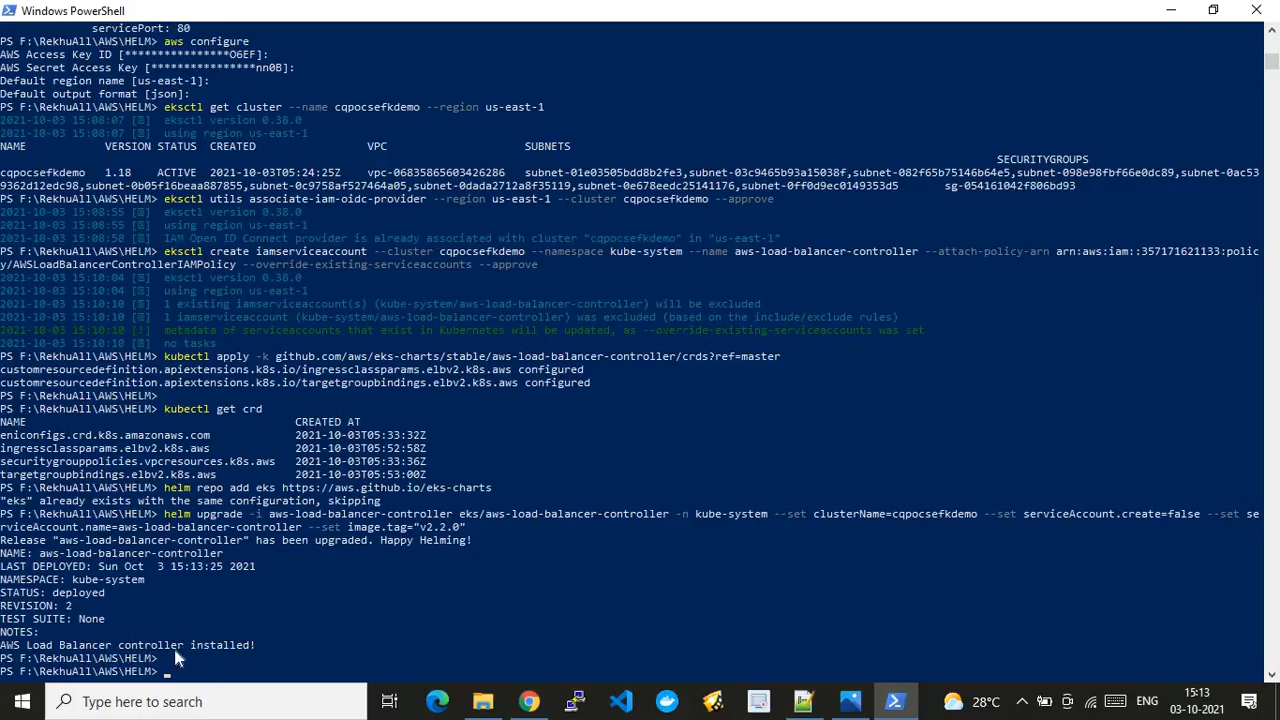 Windows PowerShell
servicePort: 80
PS F:\RekhuAll\AWS\HELM> aws configure
AWS Access Key ID [****************O6EF]:
AWS Secret Access Key [****************nn0B]:
Default region name [us-east-1]:
Default output format [json]:
PS F:\RekhuAll\AWS\HELM> eksctl get cluster --name cqpocsefkdemo --region us-east-1
2021-10-03 15:08:07 [ ] eksctl version 0.38.0
2021-10-03 15:08:07 [ ] using region us-east-1
NAME VERSION STATUS CREATED VPC SUBNETS
SECURITYGROUPS
cqpocsefkdemo 1.18 ACTIVE 2021-10-03T05:24:25Z vpc-06835865603426286 subnet-01e03505bdd8b2fe3,subnet-03c9465b93a15038f,subnet-082f65b75146b64e5,subnet-098e98fbf66e0dc89,subnet-0ac53
9362d12edc98,subnet-0b05f16beaa887855,subnet-0c9758af527464a05,subnet-0dada2712a8f35119,subnet-0e678eedc25141176,subnet-0ff0d9ec0149353d5 sg-054161042f806bd93
PS F:\RekhuAll\AWS\HELM> eksctl utils associate-iam-oidc-provider --region us-east-1 --cluster cqpocsefkdemo --approve
2021-10-03 15:08:55 [ ] eksctl version 0.38.0
2021-10-03 15:08:55 [ ] using region us-east-1
2021-10-03 15:08:58 [ ] IAM Open ID Connect provider is already associated with cluster "cqpocsefkdemo" in "us-east-1"
PS F:\RekhuAll\AWS\HELM> eksctl create iamserviceaccount --cluster cqpocsefkdemo --namespace kube-system --name aws-load-balancer-controller --attach-policy-arn arn:aws:iam::357171621133:polic
y/AWSLoadBalancerControllerIAMPolicy --override-existing-serviceaccounts --approve
2021-10-03 15:10:04 [ ] eksctl version 0.38.0
2021-10-03 15:10:04 [ ] using region us-east-1
2021-10-03 15:10:10 [ ] 1 existing iamserviceaccount(s) (kube-system/aws-load-balancer-controller) will be excluded
2021-10-03 15:10:10 [ ] 1 iamserviceaccount (kube-system/aws-load-balancer-controller) was excluded (based on the include/exclude rules)
2021-10-03 15:10:10 [!] metadata of serviceaccounts that exist in Kubernetes will be updated, as --override-existing-serviceaccounts was set
2021-10-03 15:10:10 [ ] no tasks
PS F:\RekhuAll\AWS\HELM> kubectl apply -k github.com/aws/eks-charts/stable/aws-load-balancer-controller/crds?ref=master
customresourcedefinition.apiextensions.k8s.io/ingressclassparams.elbv2.k8s.aws configured
customresourcedefinition.apiextensions.k8s.io/targetgroupbindings.elbv2.k8s.aws configured
PS F:\RekhuAll\AWS\HELM>
PS F:\RekhuAll\AWS\HELM> kubectl get crd
NAME CREATED AT
eniconfigs.crd.k8s.amazonaws.com 2021-10-03T05:33:32Z
ingressclassparams.elbv2.k8s.aws 2021-10-03T05:52:58Z
securitygrouppolicies.vpcresources.k8s.aws 2021-10-03T05:33:36Z
targetgroupbindings.elbv2.k8s.aws 2021-10-03T05:53:00Z
PS F:\RekhuAll\AWS\HELM> helm repo add eks https://aws.github.io/eks-charts
"eks" already exists with the same configuration, skipping
PS F:\RekhuAll\AWS\HELM> helm upgrade -i aws-load-balancer-controller eks/aws-load-balancer-controller -n kube-system --set clusterName=cqpocsefkdemo --set serviceAccount.create=false --set se
rviceAccount.name=aws-load-balancer-controller --set image.tag="v2.2.0"
Release "aws-load-balancer-controller" has been upgraded. Happy Helming!
NAME: aws-load-balancer-controller
LAST DEPLOYED: Sun Oct 3 15:13:25 2021
NAMESPACE: kube-system
STATUS: deployed
REVISION: 2
TEST SUITE: None
NOTES:
AWS Load Balancer controller installed!
PS F:\RekhuAll\AWS\HELM>
PS F:\RekhuAll\AWS\HELM>
Type here to search
28°C
ENG
15:13
03-10-2021